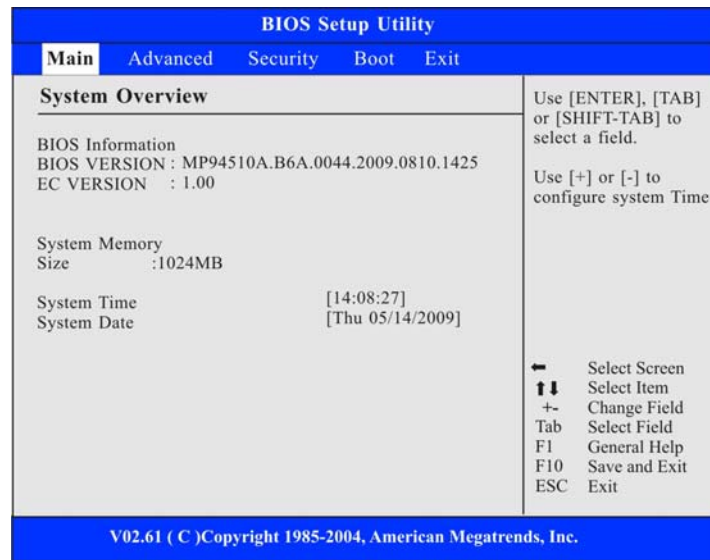 BIOS Setup Utility
Main Advanced Security Boot Exit
System Overview
BIOS Information
BIOS VERSION : MP94510A.B6A.0044.2009.0810.1425
EC VERSION : 1.00
System Memory
Size :1024MB
System Time [14:08:27]
System Date [Thu 05/14/2009]
Use [ENTER], [TAB]
or [SHIFT-TAB] to
select a field.
Use [+] or [-] to
configure system Time
Select Screen
Select Item
+- Change Field
Tab Select Field
F1 General Help
F10 Save and Exit
ESC Exit
V02.61 ( C )Copyright 1985-2004, American Megatrends, Inc.